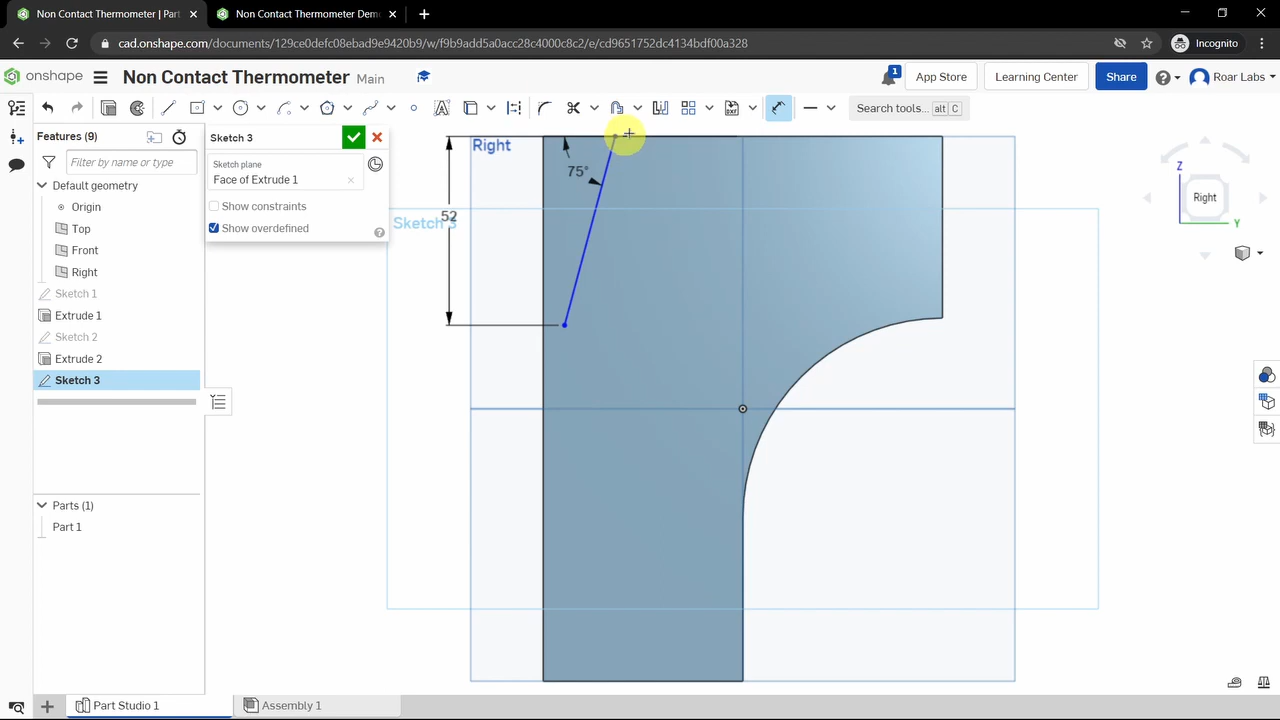 Non Contact Thermometer | Part
Non Contact Thermometer Demo
cad.onshape.com/documents/129ce0defc08ebad9e9420b9/w/f9b9add5a0acc28c4000c8c2/e/cd9651752dc4134bdf00a328
Incognito
onshape
Non Contact Thermometer Main
1
App Store
Learning Center
Share
Roar Labs
Search tools... alt C
Features (9)
Filter by name or type
Default geometry
Origin
Top
Front
Right
Sketch 1
Extrude 1
Sketch 2
Extrude 2
Sketch 3
Parts (1)
Part 1
Sketch 3
Sketch plane
Face of Extrude 1
Show constraints
Show overdefined
Right
75°
52
Sketch 3
Z
Right
Y
Part Studio 1
Assembly 1